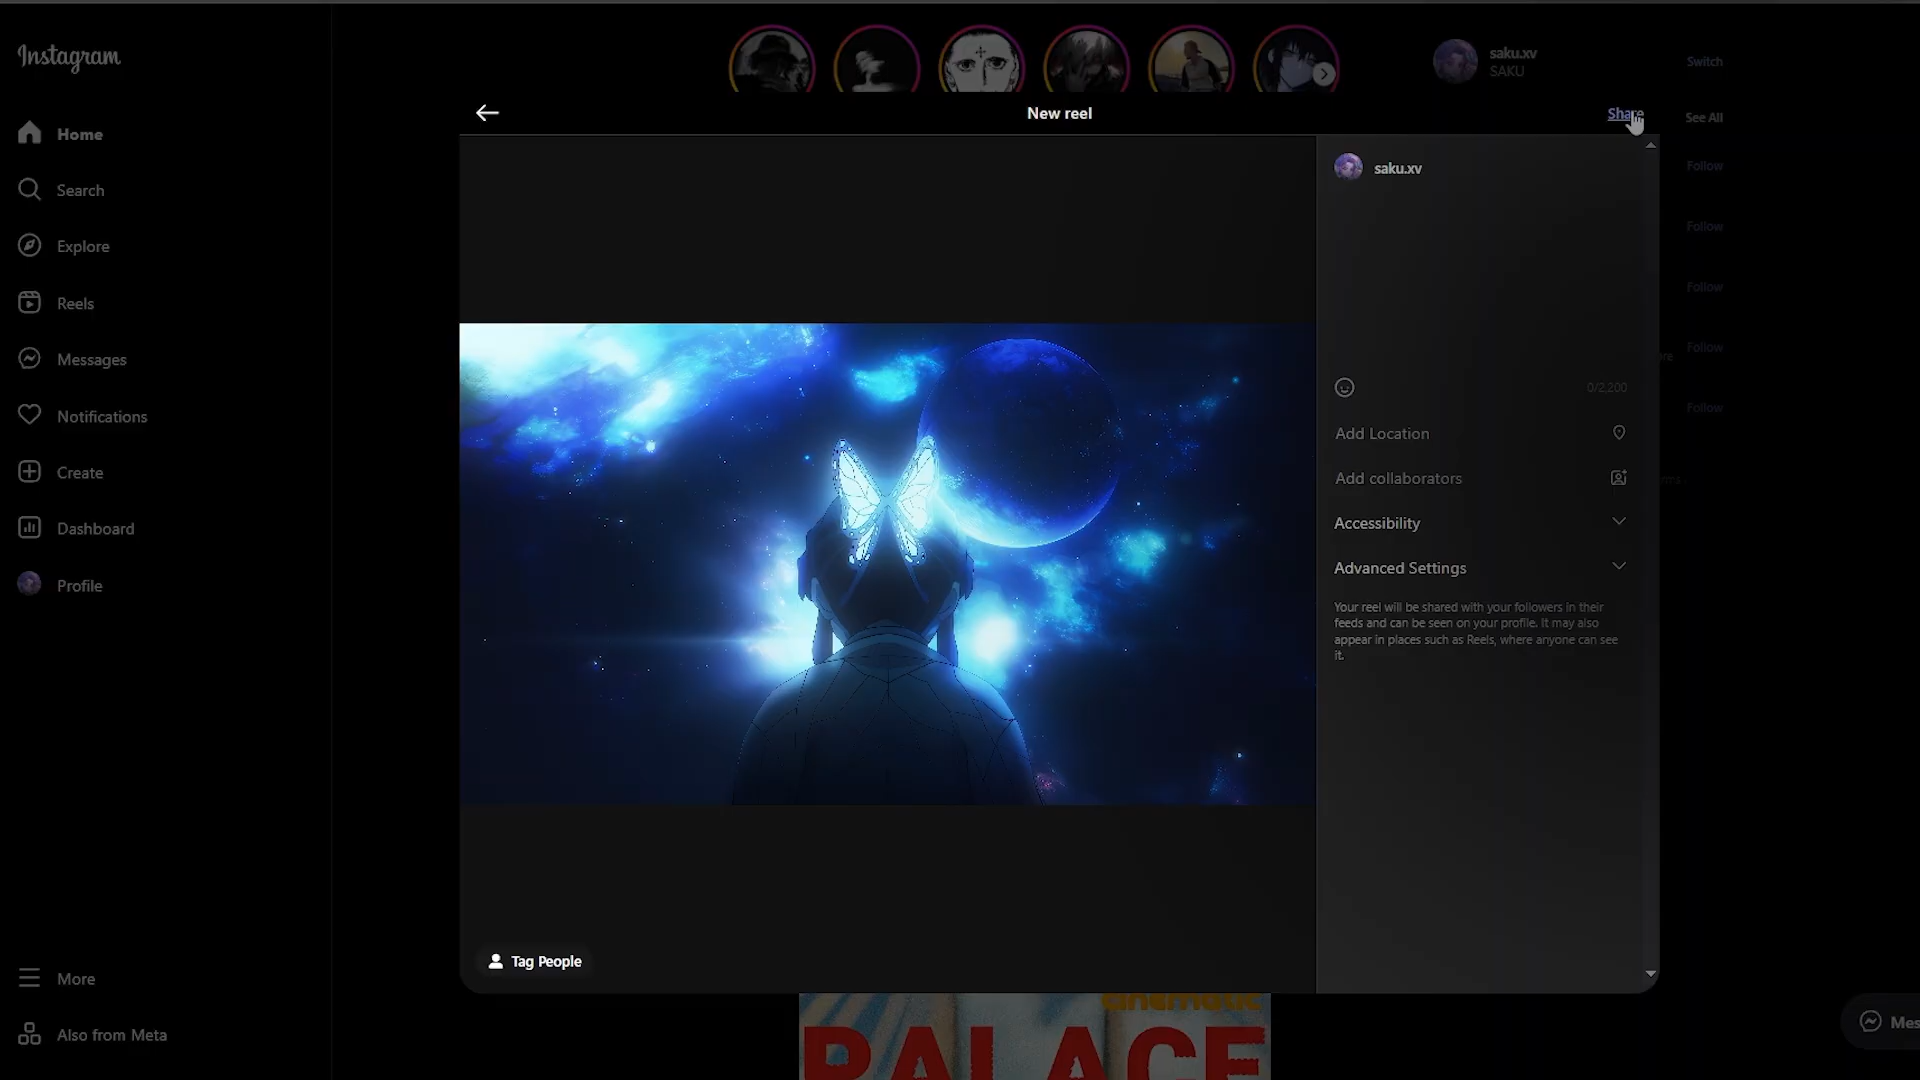 Instagram
Home
Search
Explore
Reels
Messages
Notifications
Create
Dashboard
Profile
More
Also from Meta
saku.xv
SAKU
Switch
See All
Follow
Follow
Follow
Follow
Follow
New reel
Share
saku.xv
0/2,200
Add Location
Add collaborators
Accessibility
Advanced Settings
Your reel will be shared with your followers in their
feeds and can be seen on your profile. It may also
appear in places such as Reels, where anyone can see
it.
Tag People
cinematic
PALACE